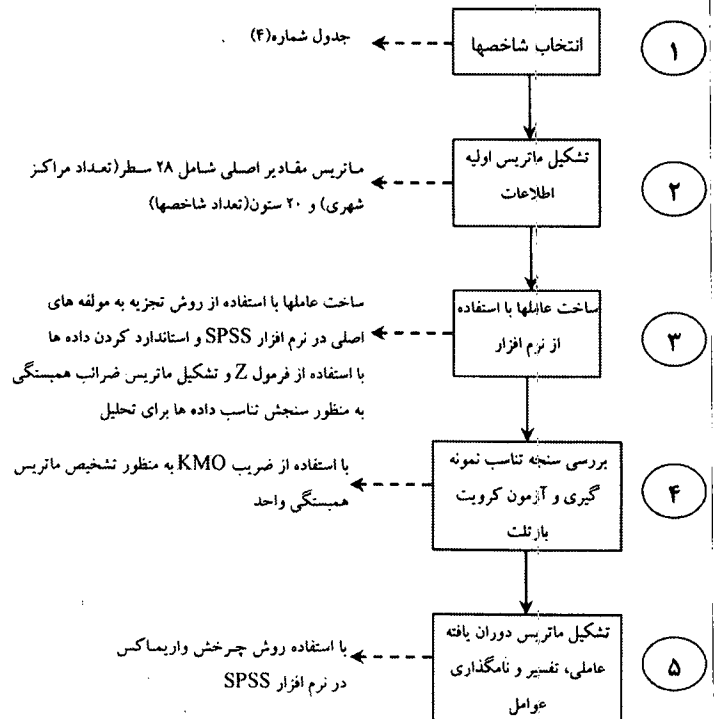 ۱
انتخاب شاخصها
جدول شماره(۴)
۲
تشکیل ماتریس اولیه
اطلاعات
ماتریس مقادیر اصلی شامل ۲۸ سطر(تعداد مراکز
شهری) و ۲۰ ستون(تعداد شاخصها)
۳
ساخت عاملها با استفاده
از نرم افزار
ساخت عاملها با استفاده از روش تجزیه به مولفه های
اصلی در نرم افزار SPSS و استاندارد کردن داده ها
با استفاده از فرمول Z و تشکیل ماتریس ضرائب همبستگی
به منظور سنجش تناسب داده ها برای تحلیل
۴
بررسی سنجه تناسب نمونه
گیری و آزمون کرویت
بارتلت
با استفاده از ضریب KMO به منظور تشخیص ماتریس
همبستگی واحد
۵
تشکیل ماتریس دوران یافته
عاملی، تفسیر و نامگذاری
عوامل
با استفاده روش چرخش واریماکس
در نرم افزار SPSS